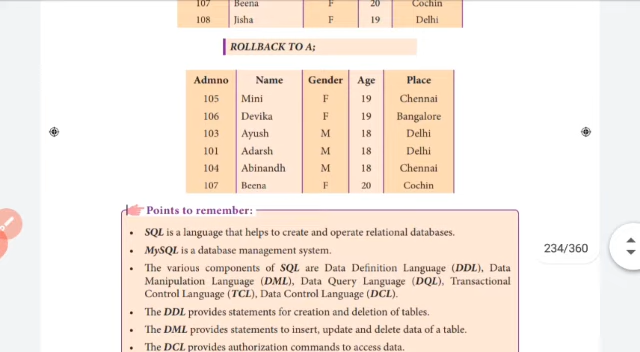 107 Beena F 20 Cochin
108 Jisha F 19 Delhi
ROLLBACK TO A;
Admno Name Gender Age Place
105 Mini F 19 Chennai
106 Devika F 19 Bangalore
103 Ayush M 18 Delhi
101 Adarsh M 18 Delhi
104 Abinandh M 18 Chennai
107 Beena F 20 Cochin
Points to remember:
• SQL is a language that helps to create and operate relational databases.
• MySQL is a database management system.
• The various components of SQL are Data Definition Language (DDL), Data
Manipulation Language (DML), Data Query Language (DQL), Transactional
Control Language (TCL), Data Control Language (DCL).
• The DDL provides statements for creation and deletion of tables.
• The DML provides statements to insert, update and delete data of a table.
• The DCL provides authorization commands to access data.
234/360